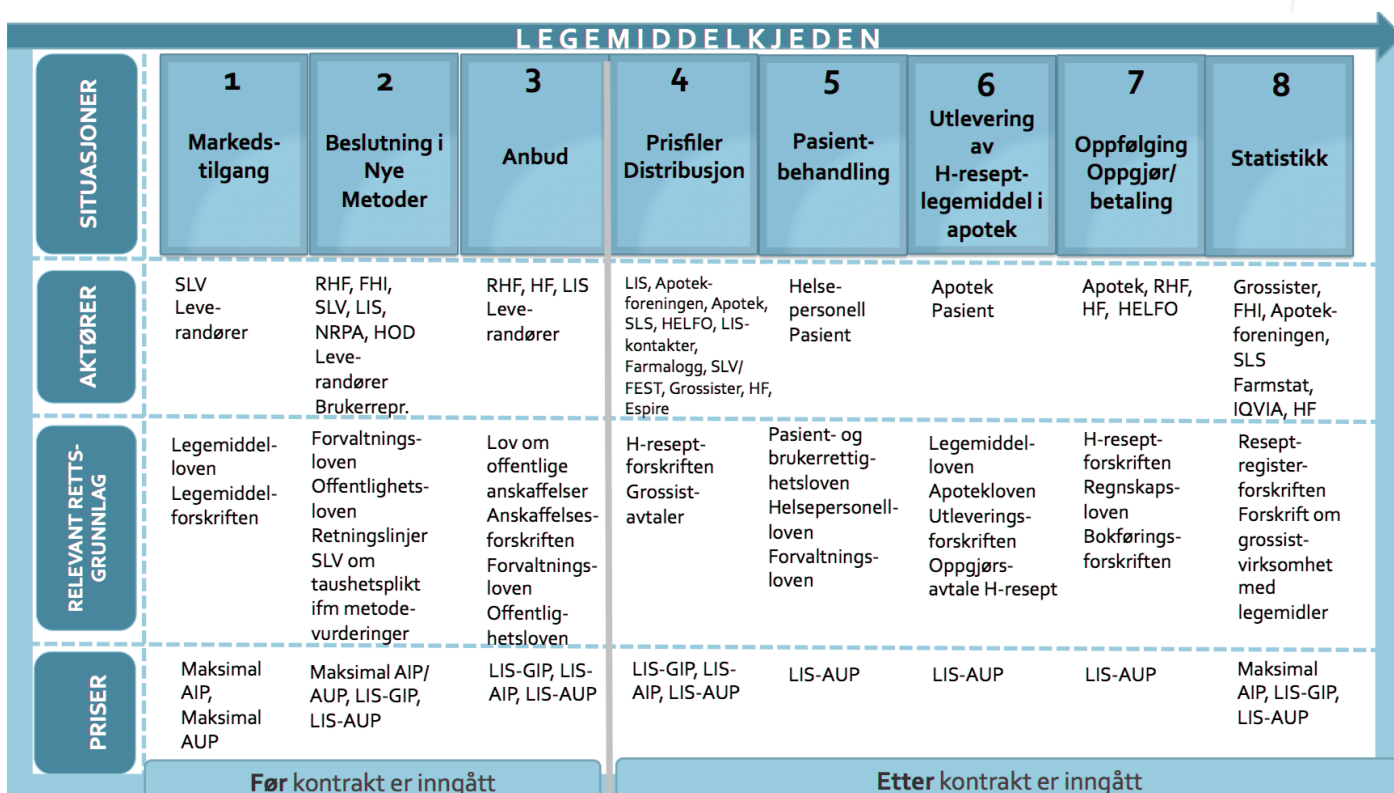 LEGEMIDDELKJEDEN
SITUASJONER
1
Markeds-
tilgang
2
Beslutning i
Nye
Metoder
3
Anbud
4
Prisfiler
Distribusjon
5
Pasient-
behandling
6
Utlevering
av
H-resept-
legemiddel i
apotek
7
Oppfølging
Oppgjør/
betaling
8
Statistikk
AKTØRER
SLV
Leve-
randører
RHF, FHI,
SLV, LIS,
NRPA, HOD
Leve-
randører
Brukerrepr.
RHF, HF, LIS
Leve-
randører
LIS, Apotek-
foreningen, Apotek,
SLS, HELFO, LIS-
kontakter,
Farmalogg, SLV/
FEST, Grossister, HF,
Espire
Helse-
personell
Pasient
Apotek
Pasient
Apotek, RHF,
HF, HELFO
Grossister,
FHI, Apotek-
foreningen,
SLS
Farmstat,
IQVIA, HF
RELEVANT RETTS-
GRUNNLAG
Legemiddel-
loven
Legemiddel-
forskriften
Forvaltnings-
loven
Offentlighets-
loven
Retningslinjer
SLV om
taushetsplikt
ifm metode-
vurderinger
Lov om
offentlige
anskaffelser
Anskaffelses-
forskriften
Forvaltnings-
loven
Offentlig-
hetsloven
H-resept-
forskriften
Grossist-
avtaler
Pasient- og
brukerrettig-
hetsloven
Helsepersonell-
loven
Forvaltnings-
loven
Legemiddel-
loven
Apotekloven
Utleverings-
forskriften
Oppgjørs-
avtale H-resept
H-resept-
forskriften
Regnskaps-
loven
Bokførings-
forskriften
Resept-
register-
forskriften
Forskrift om
grossist-
virksomhet
med
legemidler
PRISER
Maksimal
AIP,
Maksimal
AUP
Maksimal AIP/
AUP, LIS-GIP,
LIS-AUP
LIS-GIP, LIS-
AIP, LIS-AUP
LIS-GIP, LIS-
AIP, LIS-AUP
LIS-AUP
LIS-AUP
LIS-AUP
Maksimal
AIP, LIS-GIP,
LIS-AUP
Før kontrakt er inngått
Etter kontrakt er inngått